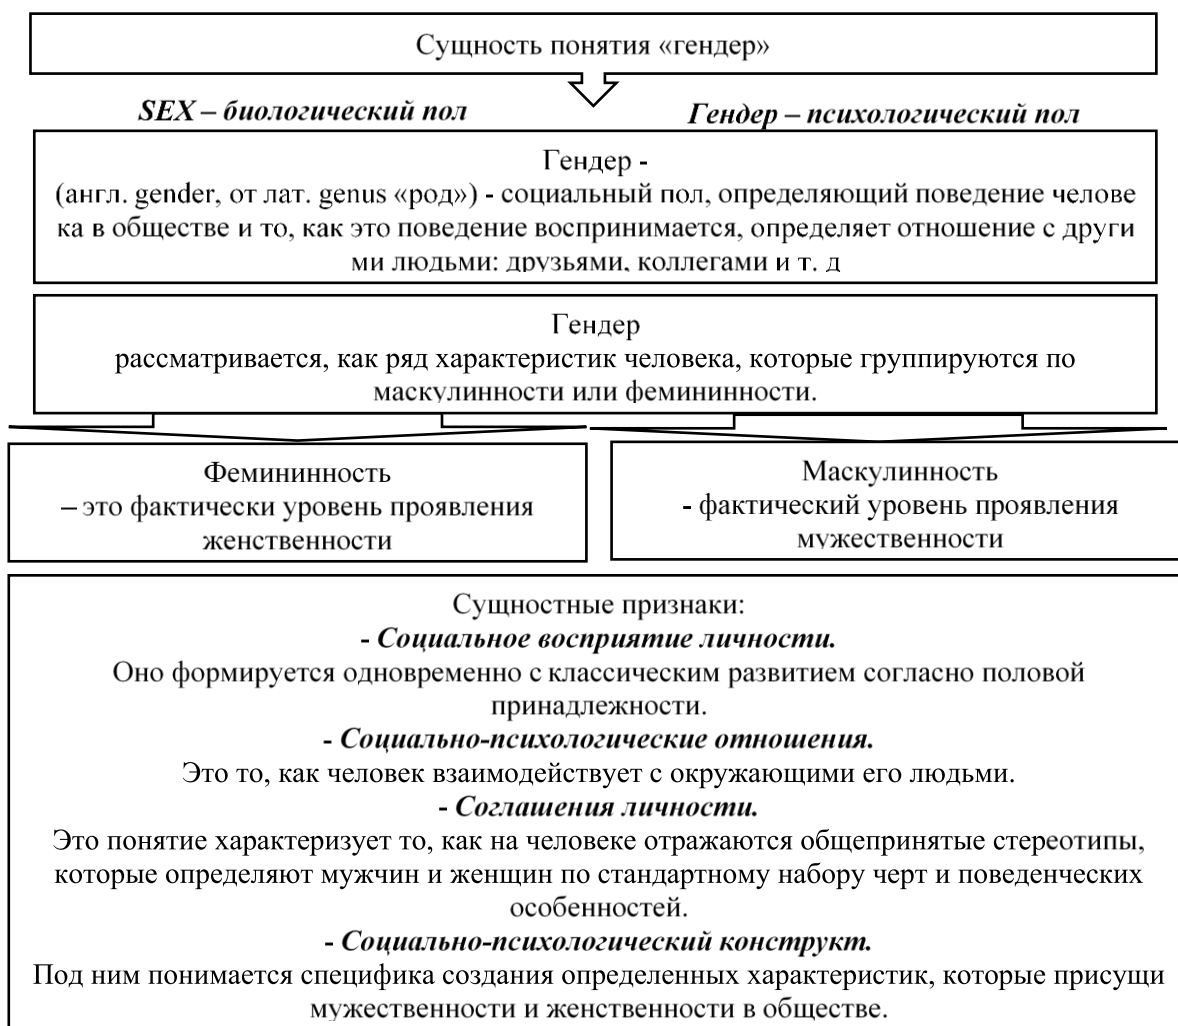 Сущность понятия «гендер»
SEX – биологический пол
Гендер – психологический пол
Гендер -
(англ. gender, от лат. genus «род») - социальный пол, определяющий поведение челове
ка в обществе и то, как это поведение воспринимается, определяет отношение с други
ми людьми: друзьями, коллегами и т. д
Гендер
рассматривается, как ряд характеристик человека, которые группируются по
маскулинности или фемининности.
Фемининность
– это фактически уровень проявления
женственности
Маскулинность
- фактический уровень проявления
мужественности
Сущностные признаки:
- Социальное восприятие личности.
Оно формируется одновременно с классическим развитием согласно половой
принадлежности.
- Социально-психологические отношения.
Это то, как человек взаимодействует с окружающими его людьми.
- Соглашения личности.
Это понятие характеризует то, как на человеке отражаются общепринятые стереотипы,
которые определяют мужчин и женщин по стандартному набору черт и поведенческих
особенностей.
- Социально-психологический конструкт.
Под ним понимается специфика создания определенных характеристик, которые присущи
мужественности и женственности в обществе.